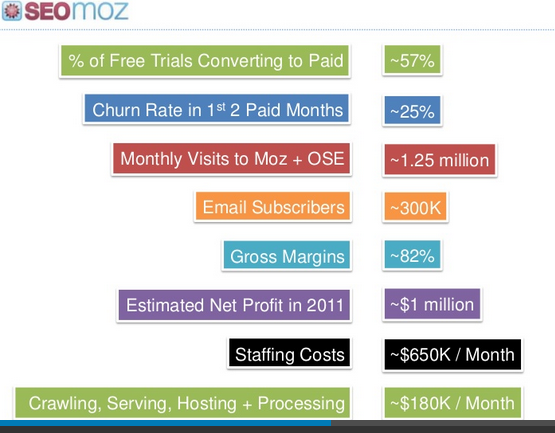 SEOmoz
% of Free Trials Converting to Paid ~57%
Churn Rate in 1st 2 Paid Months ~25%
Monthly Visits to Moz + OSE ~1.25 million
Email Subscribers ~300K
Gross Margins ~82%
Estimated Net Profit in 2011 ~$1 million
Staffing Costs ~$650K / Month
Crawling, Serving, Hosting + Processing ~$180K / Month